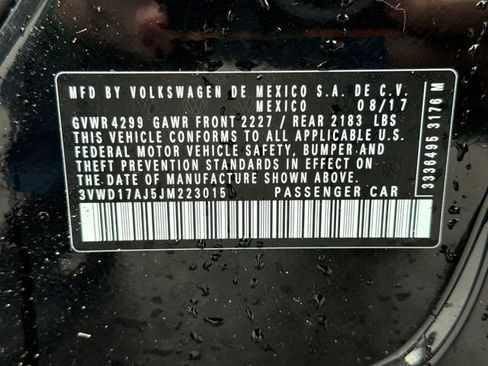 MFD BY VOLKSWAGEN DE MEXICO S.A. DE C.V.
MEXICO 08/17
GVWR 4299 GAWR FRONT 2227 / REAR 2183 LBS
THIS VEHICLE CONFORMS TO ALL APPLICABLE U.S.
FEDERAL MOTOR VEHICLE SAFETY, BUMPER AND
THEFT PREVENTION STANDARDS IN EFFECT ON THE
DATE OF MANUFACTURE SHOWN ABOVE.
3VWD17AJ5JM223015 PASSENGER CAR
3336495 3176 M